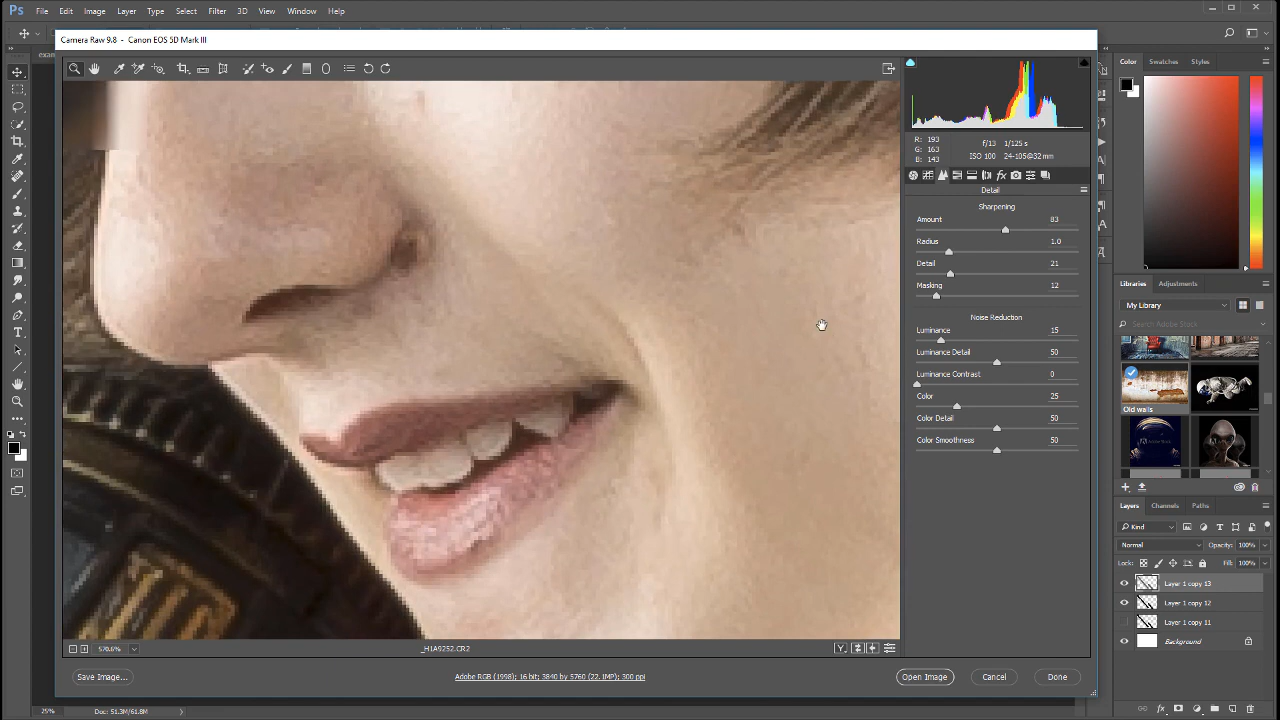 Ps File Edit Image Layer Type Select Filter 3D View Window Help
Camera Raw 9.8 - Canon EOS 5D Mark III
Color Swatches Styles
R: 193 f/13 1/125 s
G: 163
B: 143 ISO 100 24-105@32 mm
Detail
Sharpening
Amount 83
Radius 1.0
Detail 21
Masking 12
Noise Reduction
Luminance 15
Luminance Detail 50
Luminance Contrast 0
Color 25
Color Detail 50
Color Smoothness 50
Libraries Adjustments
My Library
Search Adobe Stock
Old walls
Layers Channels Paths
Kind
Normal Opacity: 100%
Lock: Fill: 100%
Layer 1 copy 13
Layer 1 copy 12
Layer 1 copy 11
Background
570.6% _H1A9252.CR2 Y
Save Image... Adobe RGB (1998); 16 bit; 3840 by 5760 (22.1MP); 300 ppi Open Image Cancel Done
25% Doc: 51.3M/61.8M